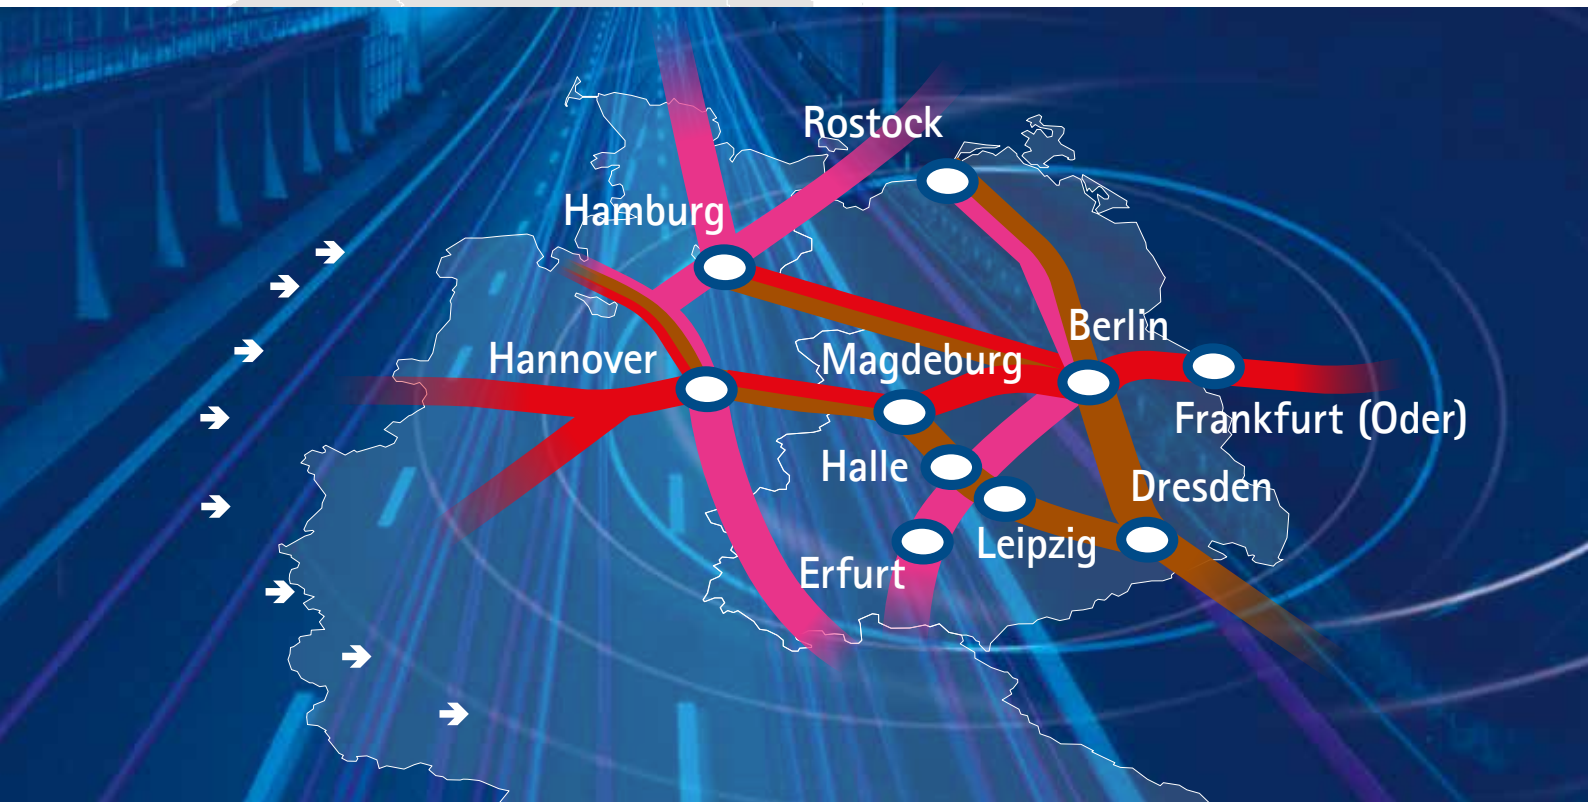 Rostock
Hamburg
Berlin
Hannover
Magdeburg
Frankfurt (Oder)
Halle
Dresden
Leipzig
Erfurt